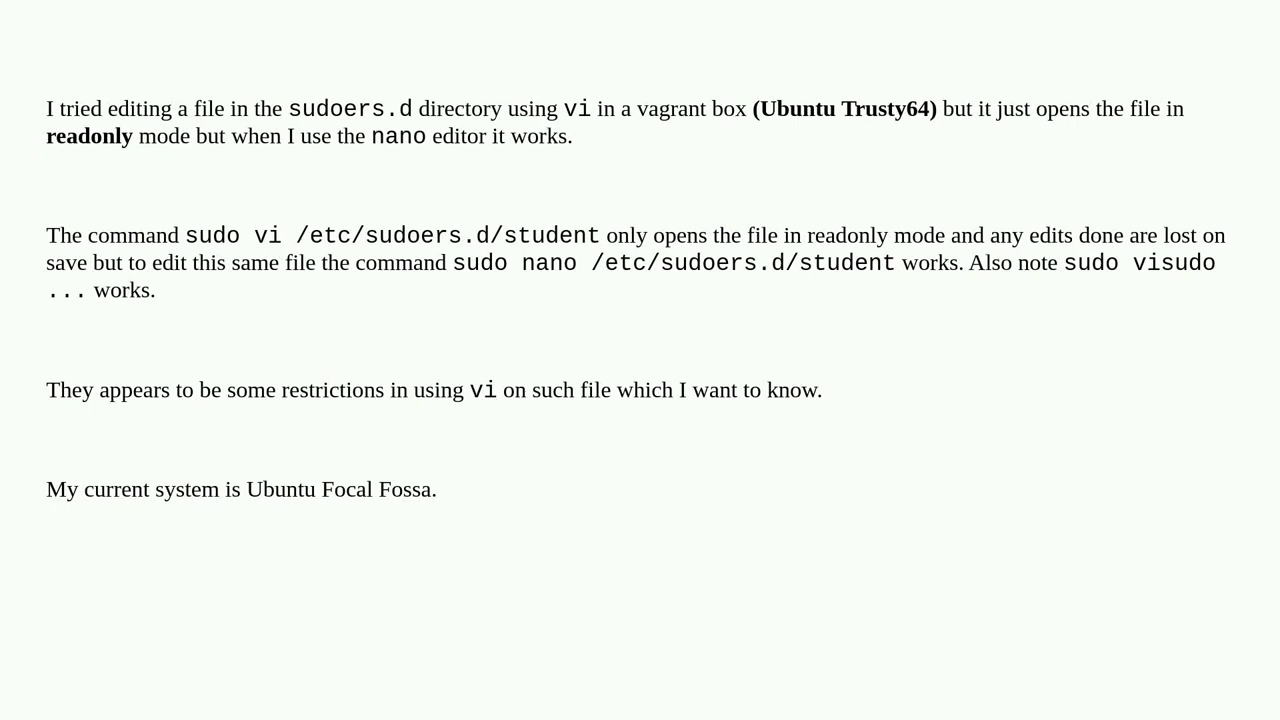 I tried editing a file in the sudoers.d directory using vi in a vagrant box (Ubuntu Trusty64) but it just opens the file in
readonly mode but when I use the nano editor it works.
The command sudo vi /etc/sudoers.d/student only opens the file in readonly mode and any edits done are lost on
save but to edit this same file the command sudo nano /etc/sudoers.d/student works. Also note sudo visudo
... works.
They appears to be some restrictions in using vi on such file which I want to know.
My current system is Ubuntu Focal Fossa.